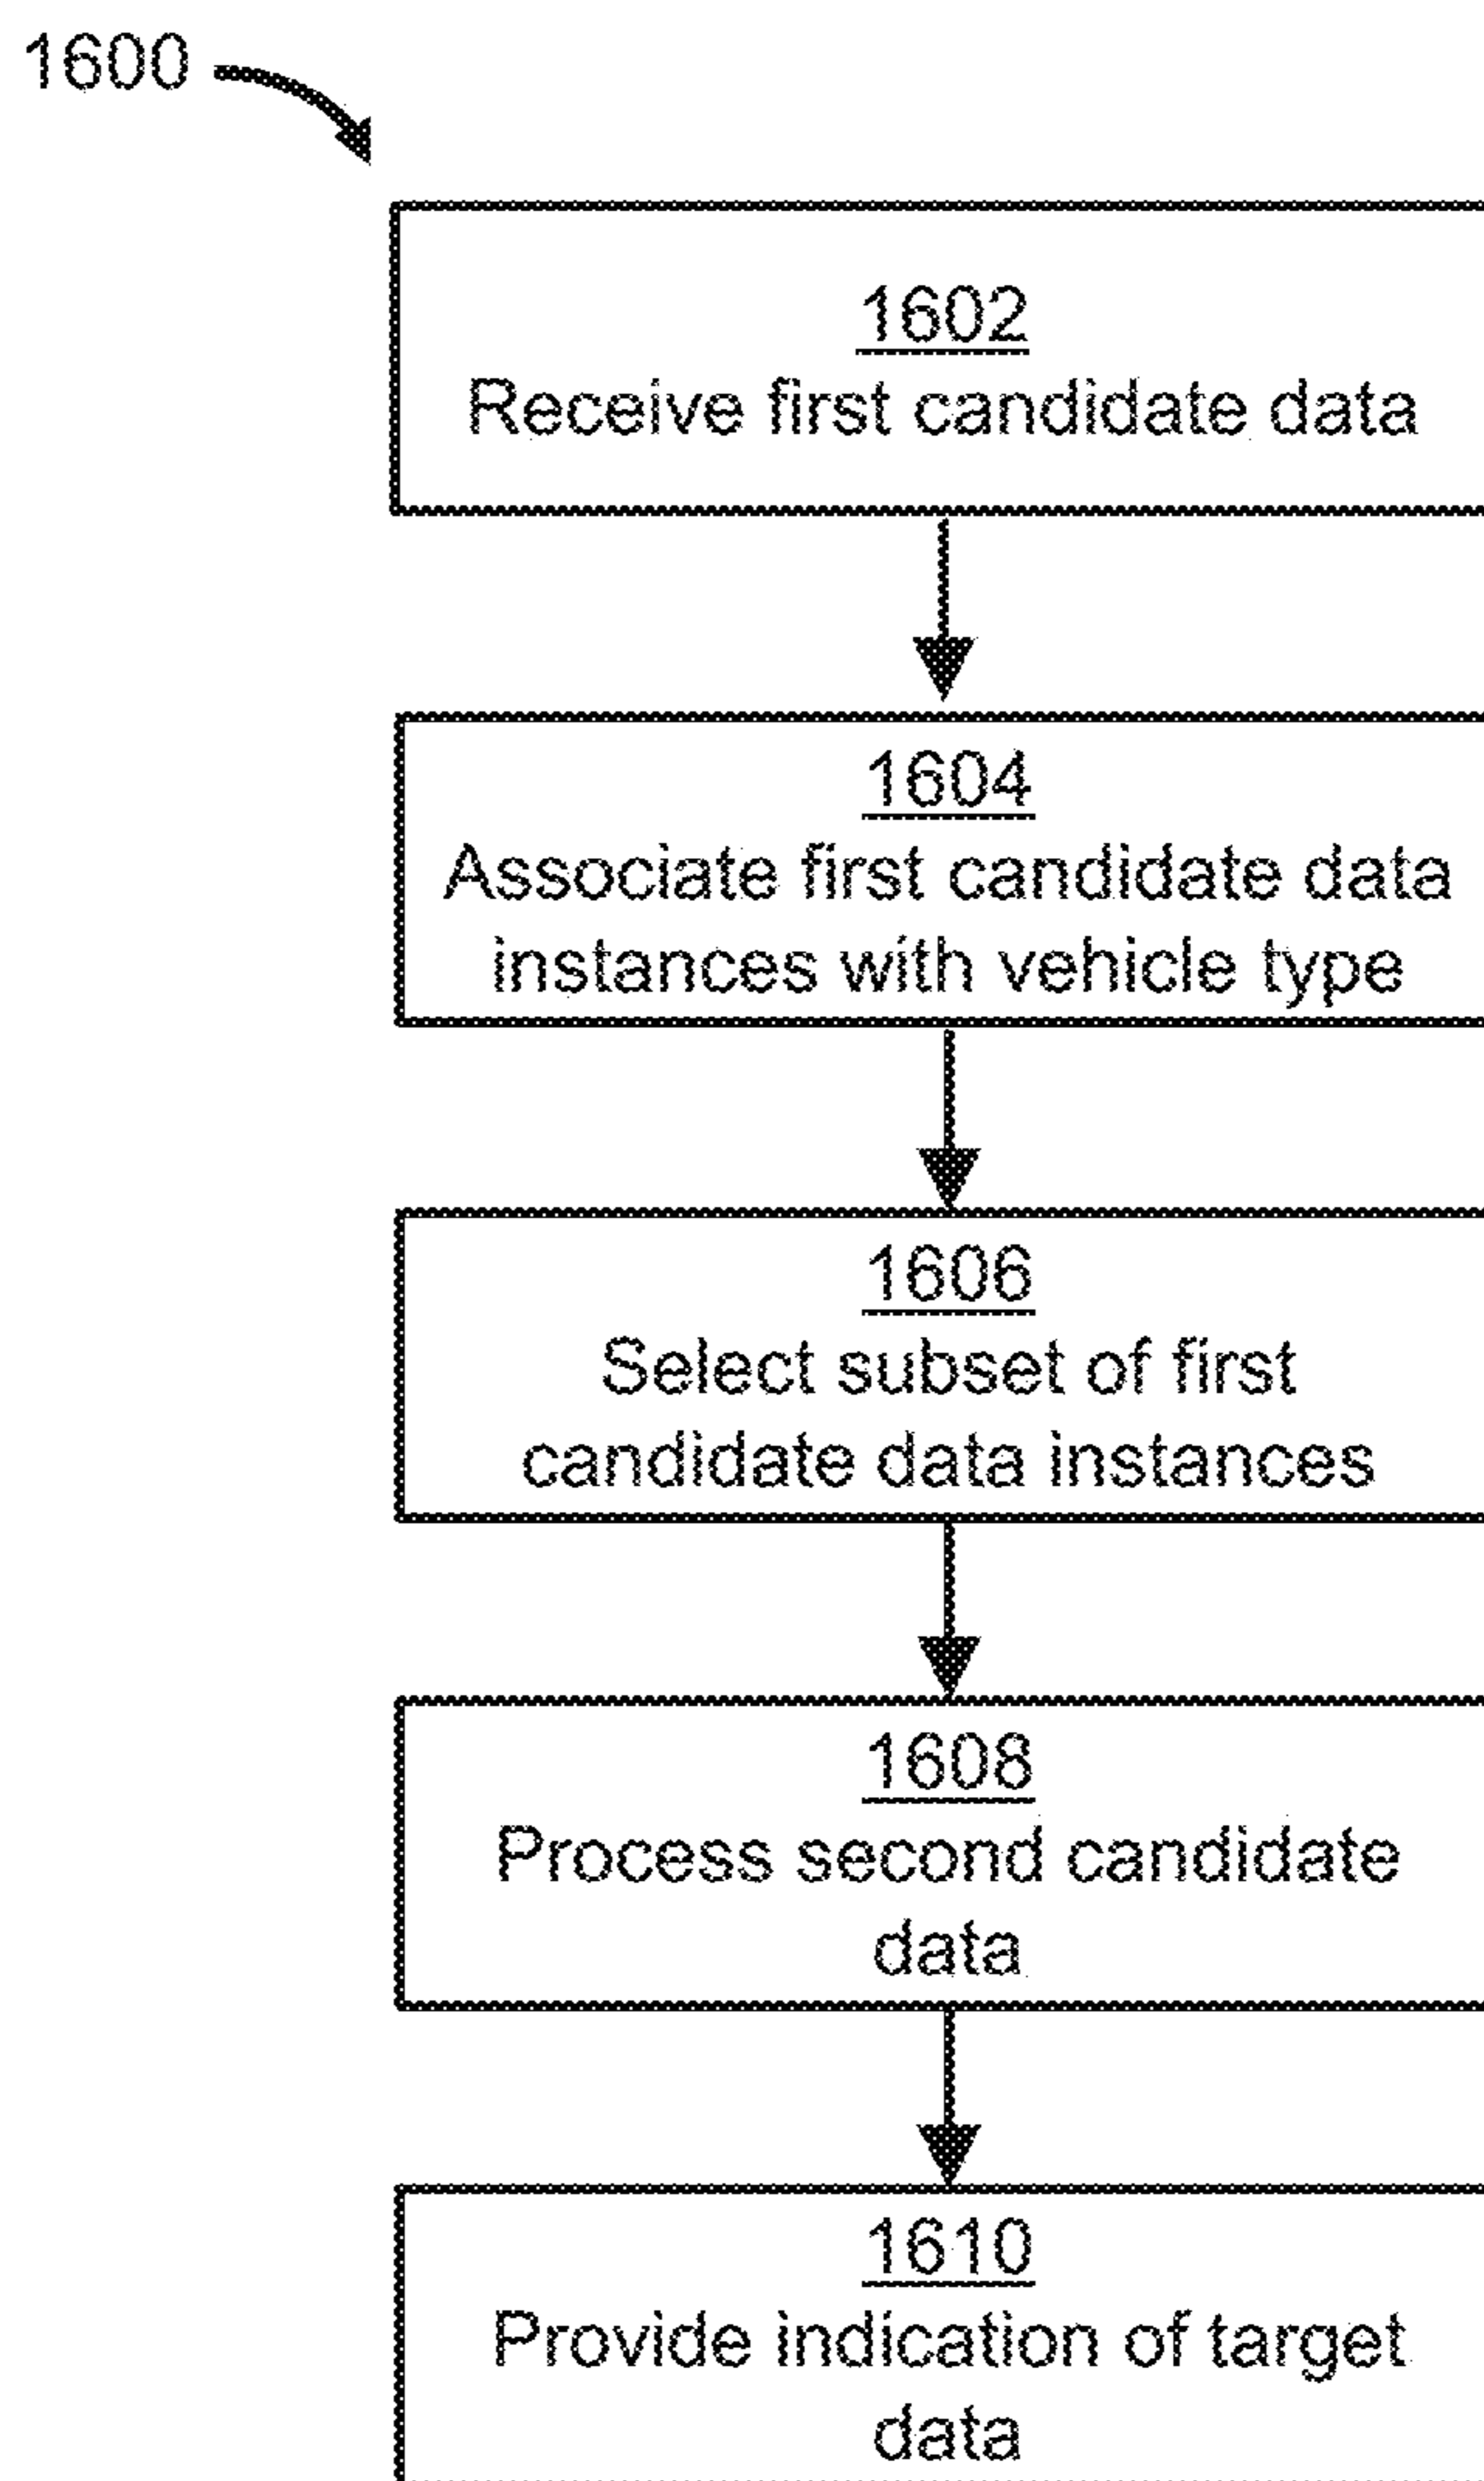 1600
1602
Receive first candidate data
1604
Associate first candidate data
instances with vehicle type
1606
Select subset of first
candidate data instances
1608
Process second candidate
data
1610
Provide indication of target
data